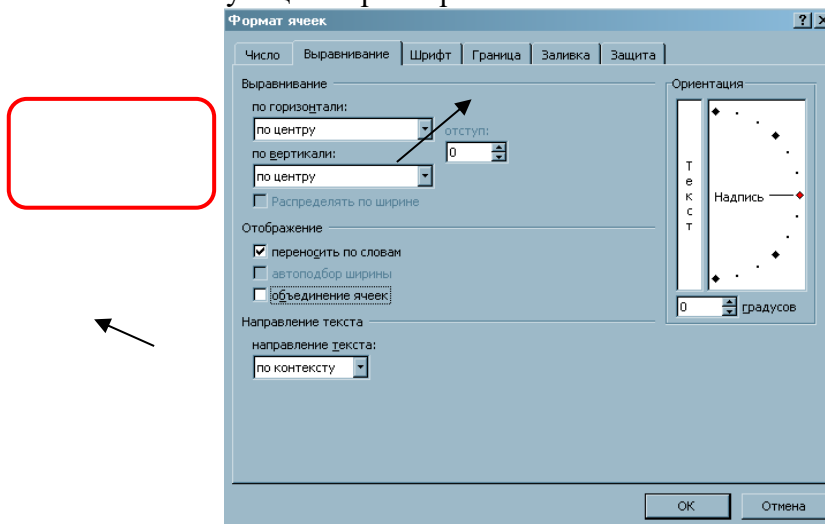 Формат ячеек
Число Выравнивание Шрифт Граница Заливка Защита
Выравнивание
по горизонтали:
по центру
отступ:
0
по вертикали:
по центру
Распределять по ширине
Отображение
переносить по словам
автоподбор ширины
объединение ячеек
Направление текста
направление текста:
по контексту
Ориентация
Текст
Надпись
0 градусов
ОК Отмена